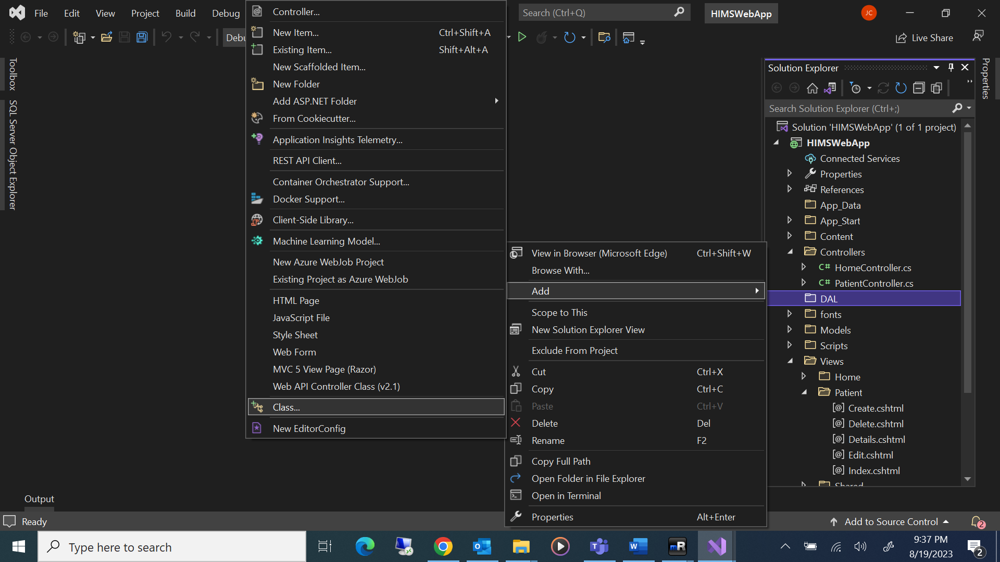 File Edit View Project Build Debug
Search (Ctrl+Q)
HIMSWebApp
JC
Live Share
Toolbox
SQL Server Object Explorer
Controller...
New Item... Ctrl+Shift+A
Existing Item... Shift+Alt+A
New Scaffolded Item...
New Folder
Add ASP.NET Folder
From Cookiecutter...
Application Insights Telemetry...
REST API Client...
Container Orchestrator Support...
Docker Support...
Client-Side Library...
Machine Learning Model...
New Azure WebJob Project
Existing Project as Azure WebJob
HTML Page
JavaScript File
Style Sheet
Web Form
MVC 5 View Page (Razor)
Web API Controller Class (v2.1)
Class...
New EditorConfig
View in Browser (Microsoft Edge) Ctrl+Shift+W
Browse With...
Add
Scope to This
New Solution Explorer View
Exclude From Project
Cut Ctrl+X
Copy Ctrl+C
Paste Ctrl+V
Delete Del
Rename F2
Copy Full Path
Open Folder in File Explorer
Open in Terminal
Properties Alt+Enter
Solution Explorer
Search Solution Explorer (Ctrl+;)
Solution 'HIMSWebApp' (1 of 1 project)
HIMSWebApp
Connected Services
Properties
References
App_Data
App_Start
Content
Controllers
C# HomeController.cs
C# PatientController.cs
DAL
fonts
Models
Scripts
Views
Home
Patient
[@] Create.cshtml
[@] Delete.cshtml
[@] Details.cshtml
[@] Edit.cshtml
[@] Index.cshtml
Shared
Properties
Output
Ready
Add to Source Control
2
Type here to search
9:37 PM
8/19/2023
2